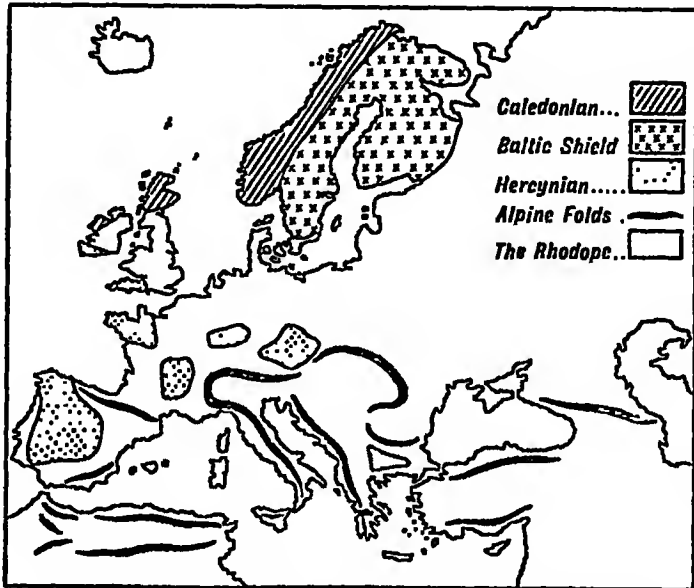 Caledonian...
Baltic Shield
Hercynian.....
Alpine Folds .
The Rhodope..